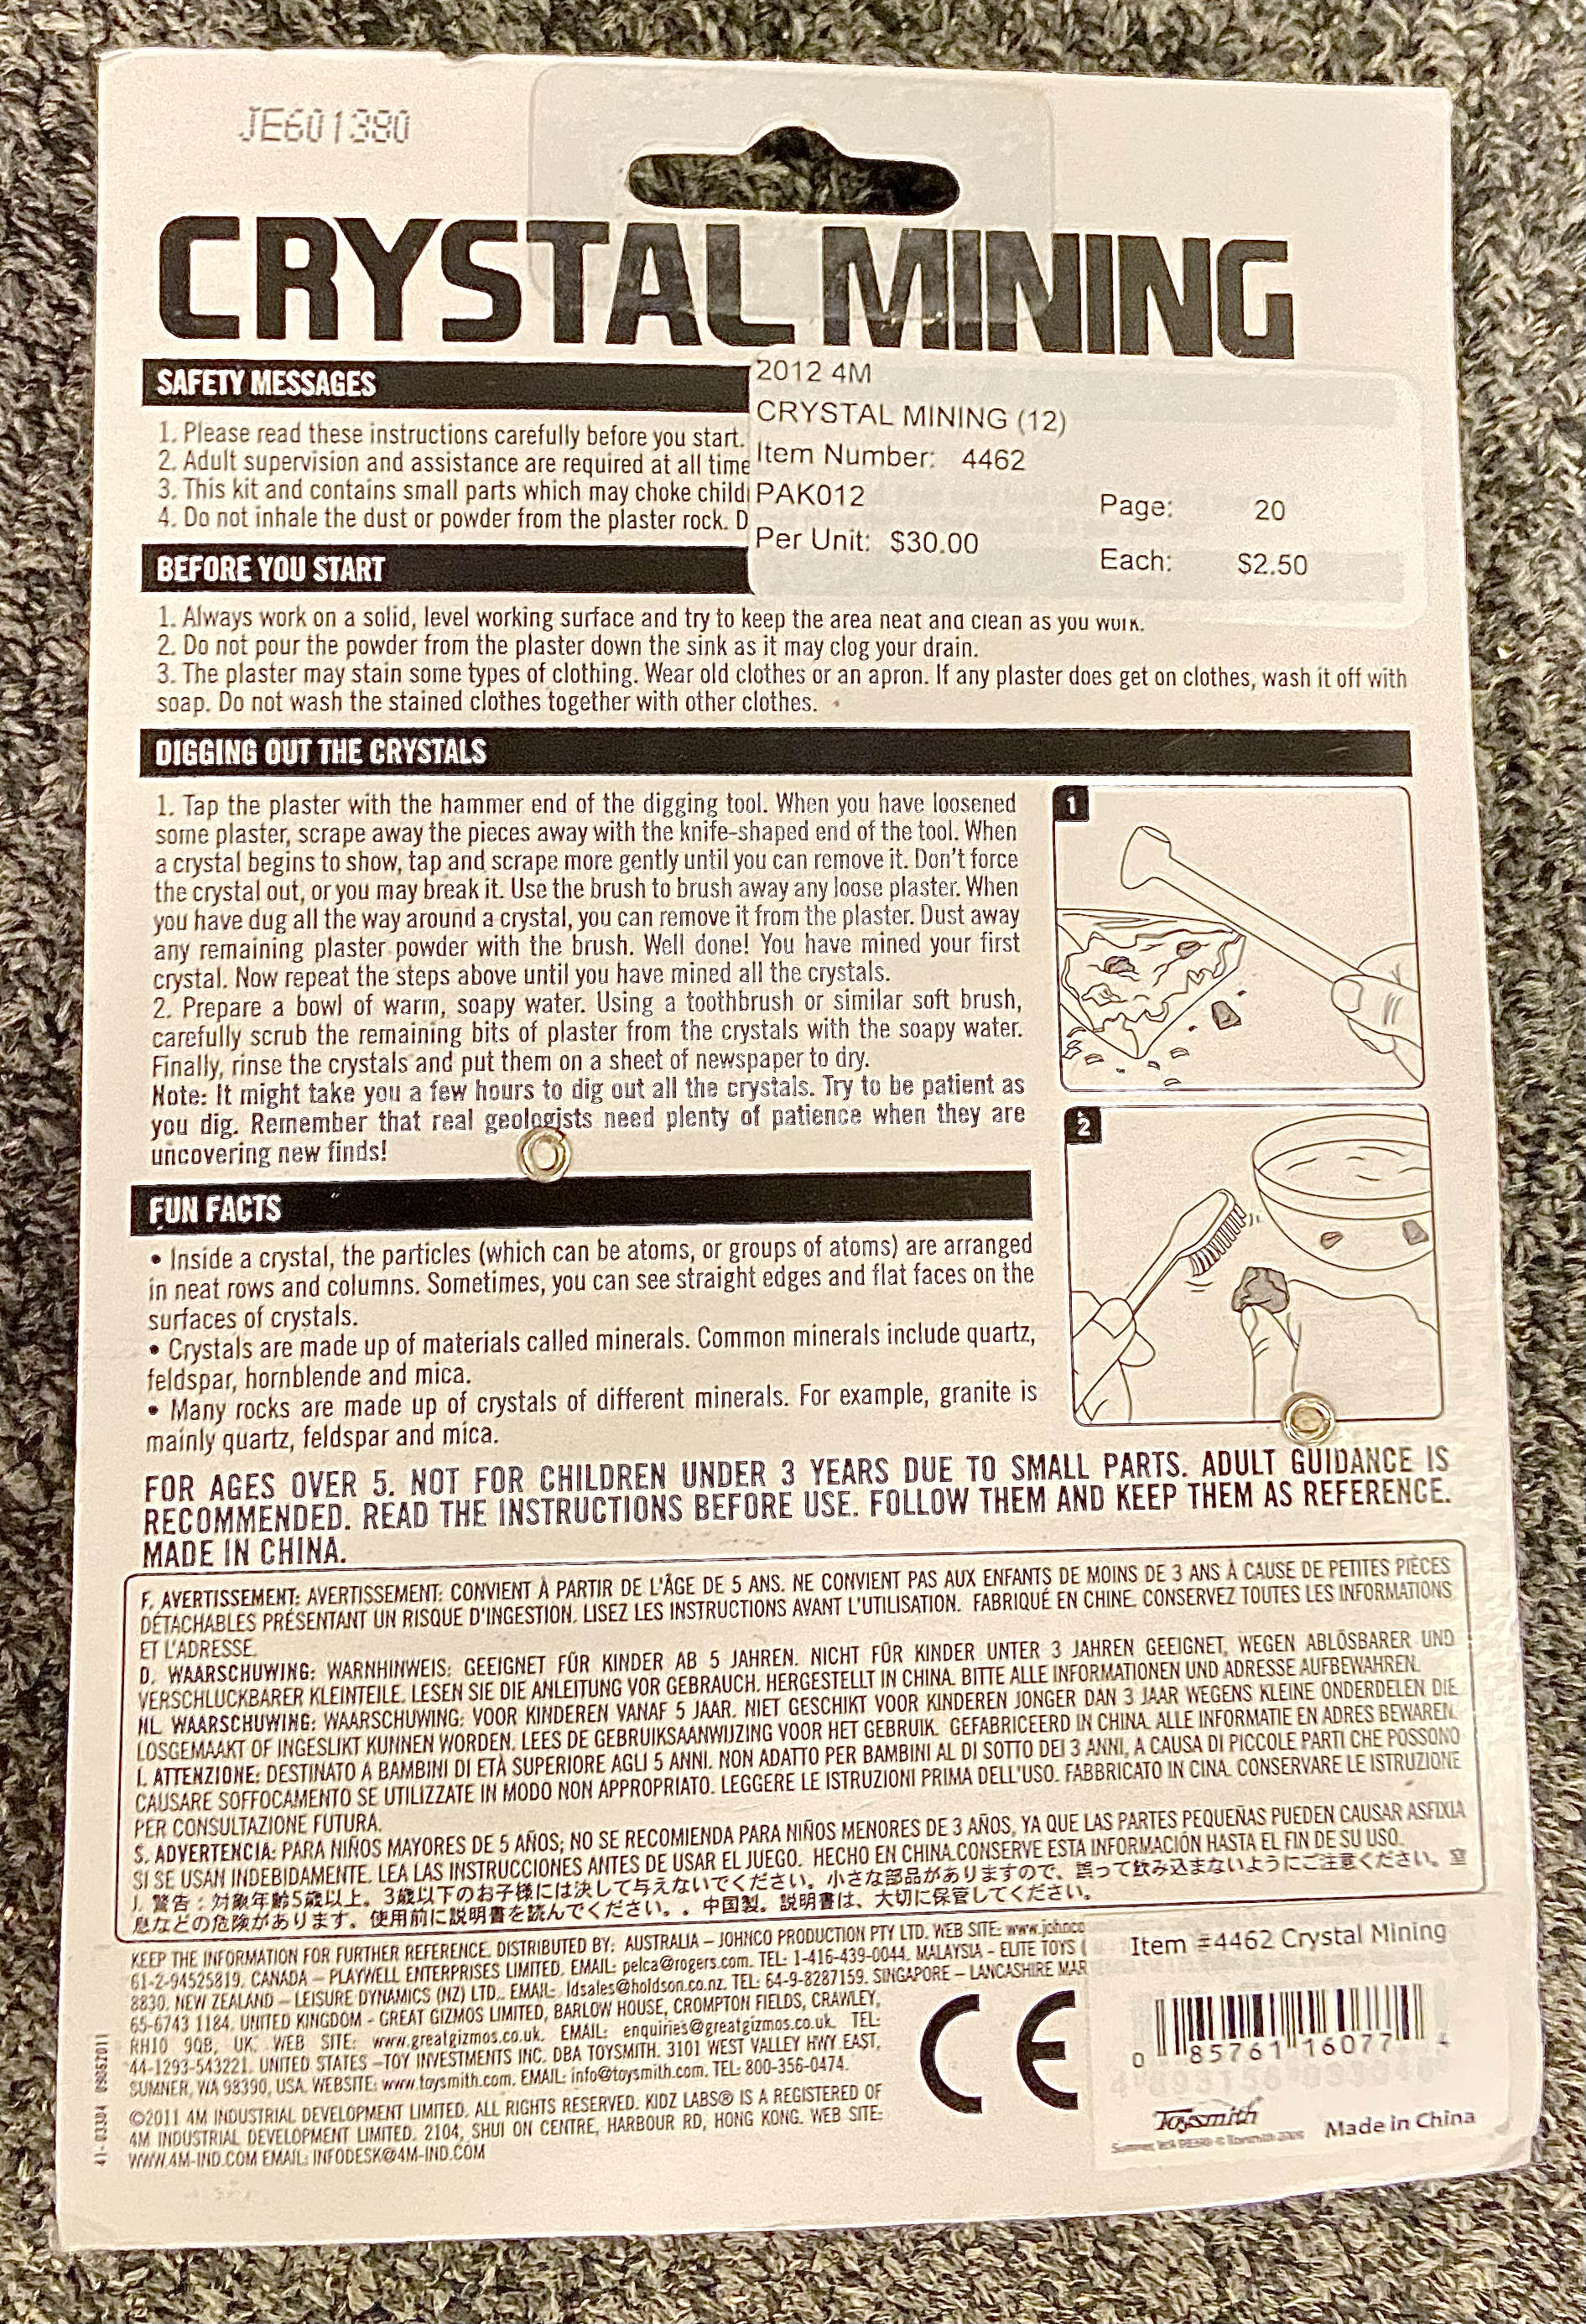 JE601380
CRYSTAL MINING
SAFETY MESSAGES
1. Please read these instructions carefully before you start.
2. Adult supervision and assistance are required at all time
3. This kit and contains small parts which may choke child
4. Do not inhale the dust or powder from the plaster rock. D
2012 4M
CRYSTAL MINING (12)
Item Number: 4462
PAK012 Page: 20
Per Unit: $30.00 Each: $2.50
BEFORE YOU START
1. Always work on a solid, level working surface and try to keep the area neat and clean as you work.
2. Do not pour the powder from the plaster down the sink as it may clog your drain.
3. The plaster may stain some types of clothing. Wear old clothes or an apron. If any plaster does get on clothes, wash it off with
soap. Do not wash the stained clothes together with other clothes.
DIGGING OUT THE CRYSTALS
1. Tap the plaster with the hammer end of the digging tool. When you have loosened
some plaster, scrape away the pieces away with the knife-shaped end of the tool. When
a crystal begins to show, tap and scrape more gently until you can remove it. Don't force
the crystal out, or you may break it. Use the brush to brush away any loose plaster. When
you have dug all the way around a crystal, you can remove it from the plaster. Dust away
any remaining plaster powder with the brush. Well done! You have mined your first
crystal. Now repeat the steps above until you have mined all the crystals.
2. Prepare a bowl of warm, soapy water. Using a toothbrush or similar soft brush,
carefully scrub the remaining bits of plaster from the crystals with the soapy water.
Finally, rinse the crystals and put them on a sheet of newspaper to dry.
Note: It might take you a few hours to dig out all the crystals. Try to be patient as
you dig. Remember that real geologists need plenty of patience when they are
uncovering new finds!
1
2
FUN FACTS
• Inside a crystal, the particles (which can be atoms, or groups of atoms) are arranged
in neat rows and columns. Sometimes, you can see straight edges and flat faces on the
surfaces of crystals.
• Crystals are made up of materials called minerals. Common minerals include quartz,
feldspar, hornblende and mica.
• Many rocks are made up of crystals of different minerals. For example, granite is
mainly quartz, feldspar and mica.
FOR AGES OVER 5. NOT FOR CHILDREN UNDER 3 YEARS DUE TO SMALL PARTS. ADULT GUIDANCE IS
RECOMMENDED. READ THE INSTRUCTIONS BEFORE USE. FOLLOW THEM AND KEEP THEM AS REFERENCE.
MADE IN CHINA.
F. AVERTISSEMENT: AVERTISSEMENT: CONVIENT À PARTIR DE L'ÂGE DE 5 ANS. NE CONVIENT PAS AUX ENFANTS DE MOINS DE 3 ANS À CAUSE DE PETITES PIÈCES
DÉTACHABLES PRÉSENTANT UN RISQUE D'INGESTION. LISEZ LES INSTRUCTIONS AVANT L'UTILISATION. FABRIQUÉ EN CHINE. CONSERVEZ TOUTES LES INFORMATIONS
ET L'ADRESSE.
D. WAARSCHUWING: WARNHINWEIS: GEEIGNET FÜR KINDER AB 5 JAHREN. NICHT FÜR KINDER UNTER 3 JAHREN GEEIGNET, WEGEN ABLÖSBARER UND
VERSCHLUCKBARER KLEINTEILE. LESEN SIE DIE ANLEITUNG VOR GEBRAUCH. HERGESTELLT IN CHINA. BITTE ALLE INFORMATIONEN UND ADRESSE AUFBEWAHREN.
NL. WAARSCHUWING: WAARSCHUWING: VOOR KINDEREN VANAF 5 JAAR. NIET GESCHIKT VOOR KINDEREN JONGER DAN 3 JAAR WEGENS KLEINE ONDERDELEN DIE
LOSGEMAAKT OF INGESLIKT KUNNEN WORDEN. LEES DE GEBRUIKSAANWIJZING VOOR HET GEBRUIK. GEFABRICEERD IN CHINA. ALLE INFORMATIE EN ADRES BEWAREN.
I. ATTENZIONE: DESTINATO A BAMBINI DI ETÀ SUPERIORE AGLI 5 ANNI. NON ADATTO PER BAMBINI AL DI SOTTO DEI 3 ANNI, A CAUSA DI PICCOLE PARTI CHE POSSONO
CAUSARE SOFFOCAMENTO SE UTILIZZATE IN MODO NON APPROPRIATO. LEGGERE LE ISTRUZIONI PRIMA DELL'USO. FABBRICATO IN CINA. CONSERVARE LE ISTRUZIONE
PER CONSULTAZIONE FUTURA.
S. ADVERTENCIA: PARA NIÑOS MAYORES DE 5 AÑOS; NO SE RECOMIENDA PARA NIÑOS MENORES DE 3 AÑOS, YA QUE LAS PARTES PEQUEÑAS PUEDEN CAUSAR ASFIXIA
SI SE USAN INDEBIDAMENTE. LEA LAS INSTRUCCIONES ANTES DE USAR EL JUEGO. HECHO EN CHINA.CONSERVE ESTA INFORMACIÓN HASTA EL FIN DE SU USO.
J. 警告：対象年齢5歳以上。3歳以下のお子様には決して与えないでください。小さな部品がありますので、誤って飲み込まないようにご注意ください。窒
息などの危険があります。使用前に説明書を読んでください。。中国製。説明書は、大切に保管してください。
KEEP THE INFORMATION FOR FURTHER REFERENCE. DISTRIBUTED BY: AUSTRALIA – JOHNCO PRODUCTION PTY LTD. WEB SITE: www.johnco
61-2-94525819. CANADA – PLAYWELL ENTERPRISES LIMITED. EMAIL: pelca@rogers.com. TEL: 1-416-439-0044. MALAYSIA – ELITE TOYS (
8830. NEW ZEALAND – LEISURE DYNAMICS (NZ) LTD.. EMAIL: ldsales@holdson.co.nz. TEL: 64-9-8287159. SINGAPORE – LANCASHIRE MAR
65-6743 1184. UNITED KINGDOM - GREAT GIZMOS LIMITED, BARLOW HOUSE, CROMPTON FIELDS, CRAWLEY,
RH10 9QB, UK. WEB SITE: www.greatgizmos.co.uk. EMAIL: enquiries@greatgizmos.co.uk. TEL:
44-1293-543221. UNITED STATES –TOY INVESTMENTS INC. DBA TOYSMITH. 3101 WEST VALLEY HWY EAST,
SUMNER, WA 98390, USA. WEBSITE: www.toysmith.com. EMAIL: info@toysmith.com. TEL: 800-356-0474.
©2011 4M INDUSTRIAL DEVELOPMENT LIMITED. ALL RIGHTS RESERVED. KIDZ LABS® IS A REGISTERED OF
4M INDUSTRIAL DEVELOPMENT LIMITED. 2104, SHUI ON CENTRE, HARBOUR RD, HONG KONG. WEB SITE:
WWW.4M-IND.COM EMAIL: INFODESK@4M-IND.COM
CE
Item #4462 Crystal Mining
0 85761 16077 4
Toysmith
Made in China